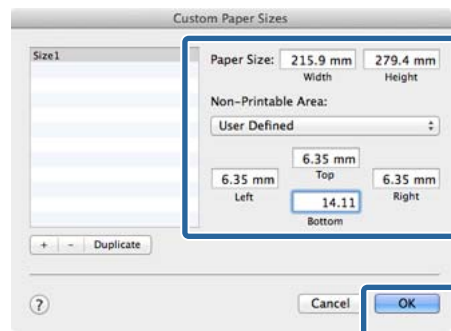 Custom Paper Sizes
Size1
Paper Size: 215.9 mm 279.4 mm
Width Height
Non-Printable Area:
User Defined
6.35 mm
Top
6.35 mm 6.35 mm
Left Right
14.11
Bottom
+ - Duplicate
? Cancel OK